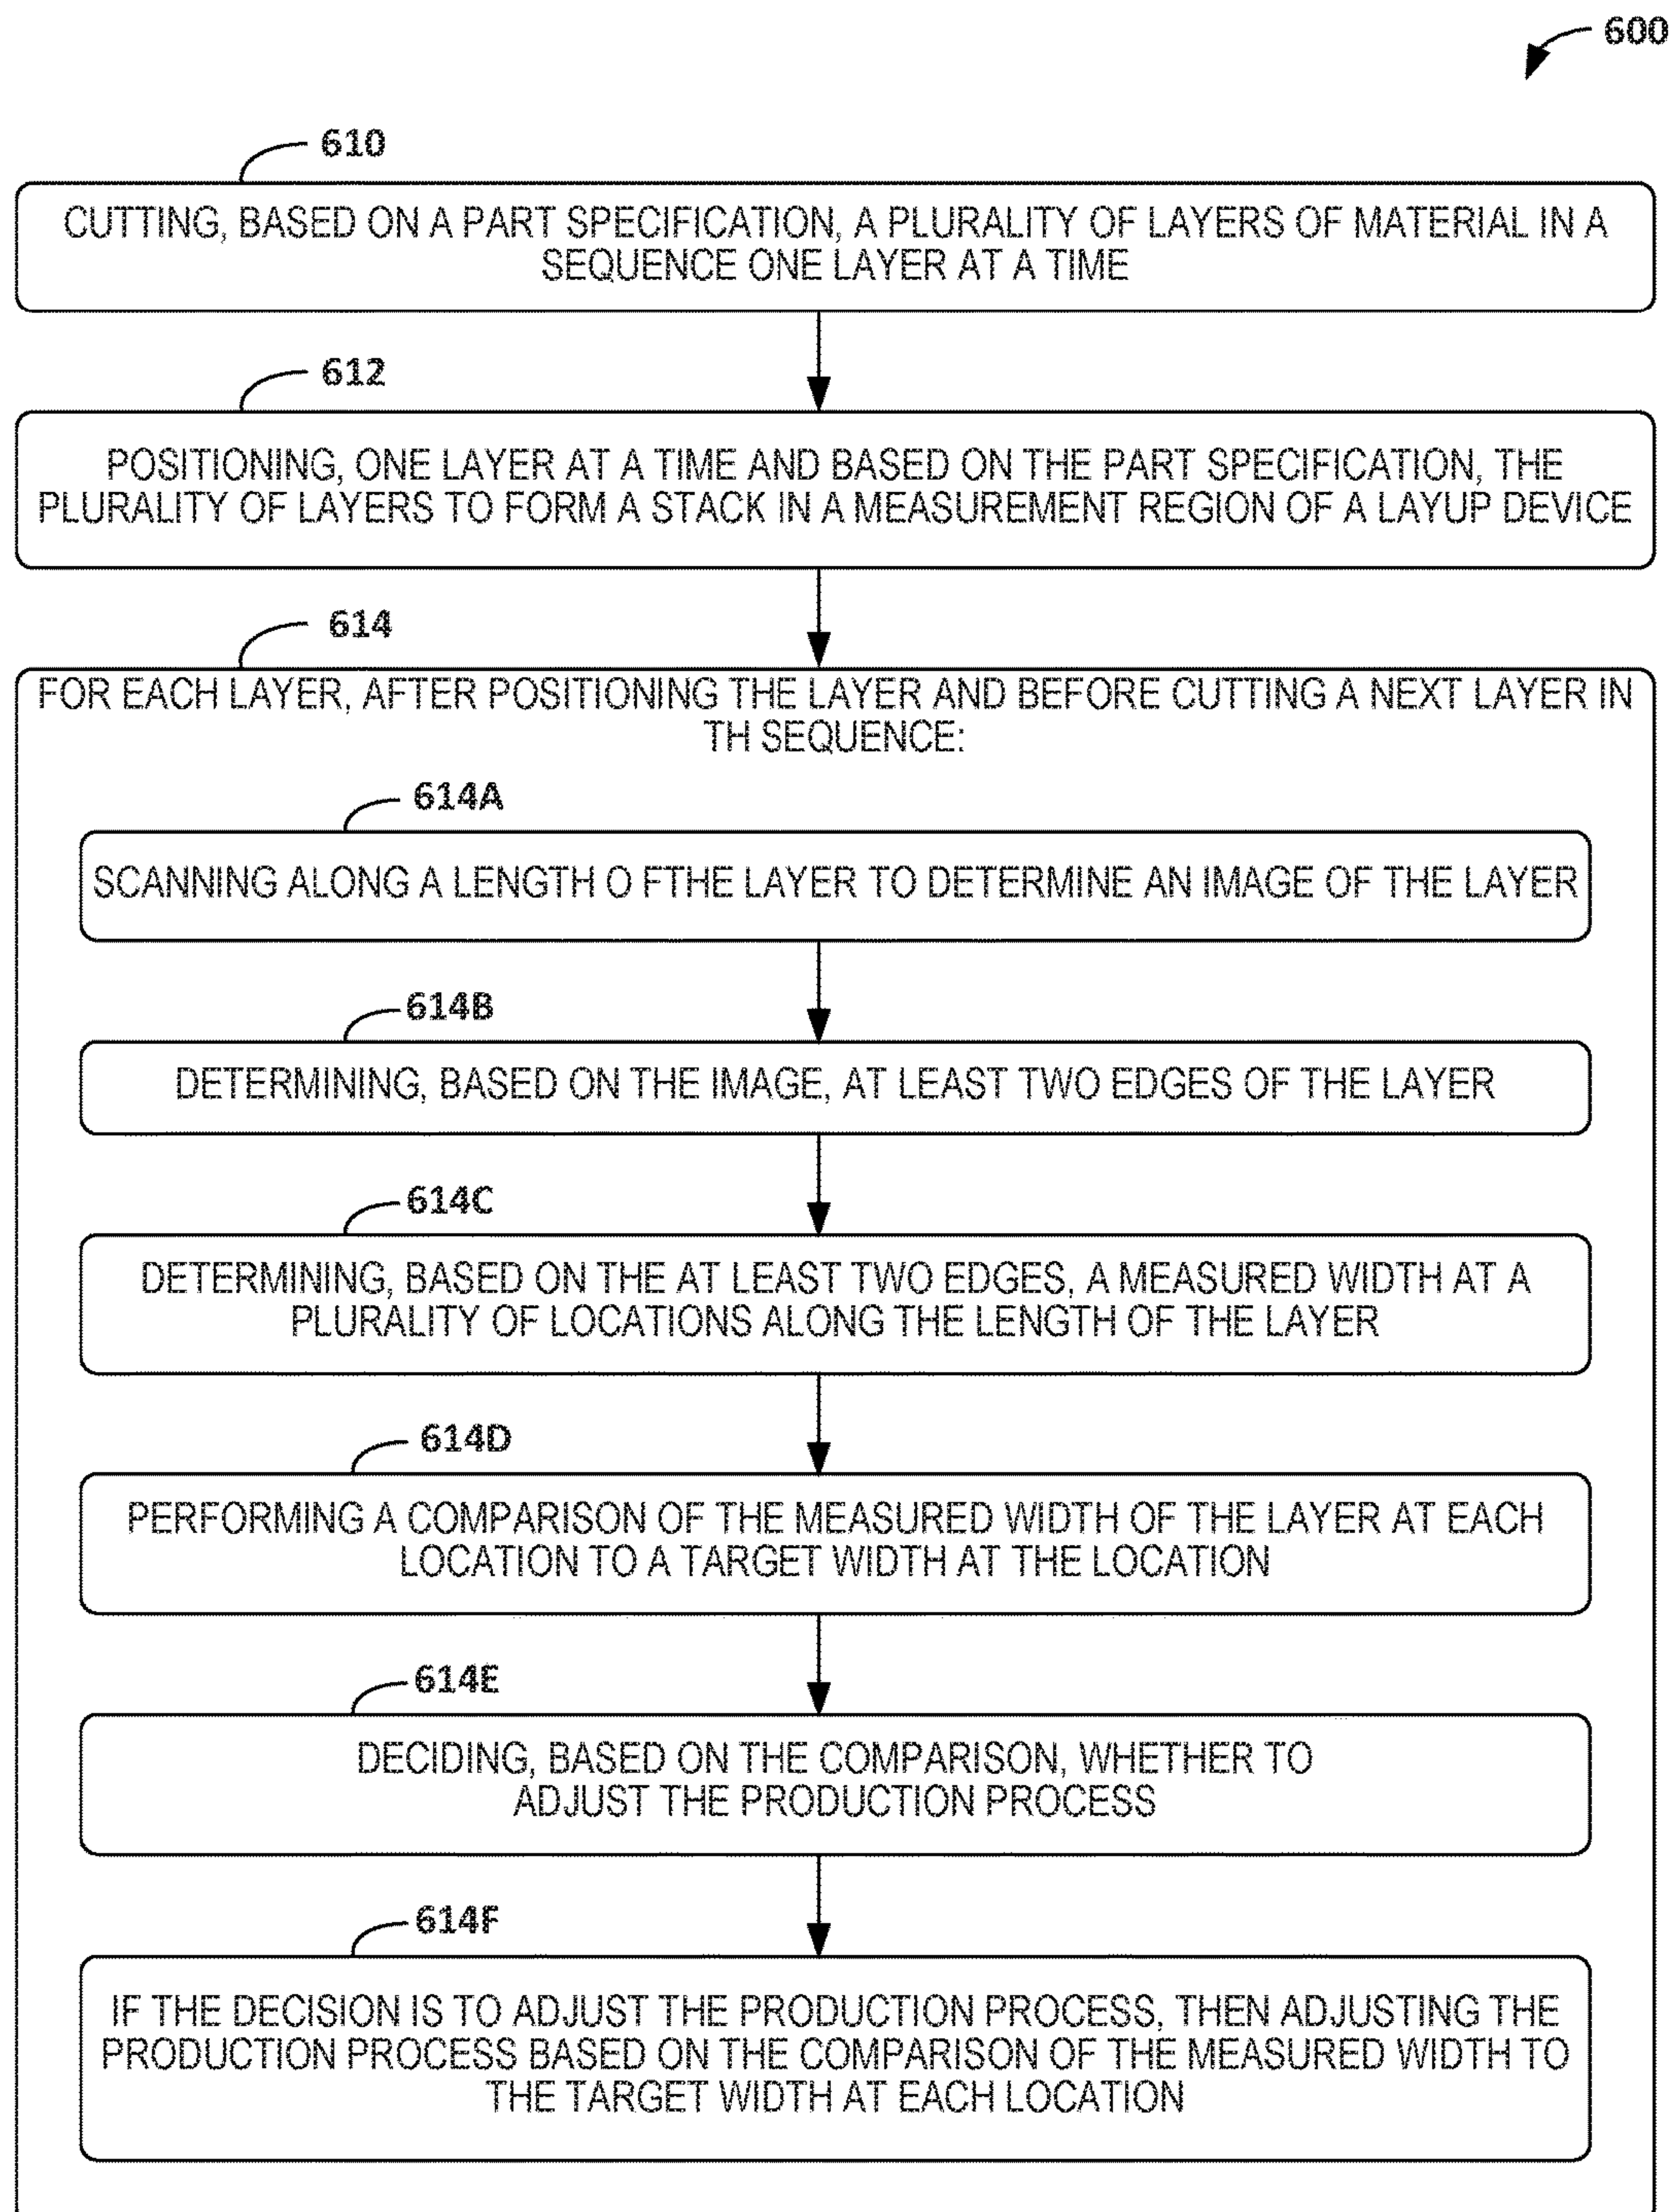 600
610
CUTTING, BASED ON A PART SPECIFICATION, A PLURALITY OF LAYERS OF MATERIAL IN A
SEQUENCE ONE LAYER AT A TIME
612
POSITIONING, ONE LAYER AT A TIME AND BASED ON THE PART SPECIFICATION, THE
PLURALITY OF LAYERS TO FORM A STACK IN A MEASUREMENT REGION OF A LAYUP DEVICE
614
FOR EACH LAYER, AFTER POSITIONING THE LAYER AND BEFORE CUTTING A NEXT LAYER IN
TH SEQUENCE:
614A
SCANNING ALONG A LENGTH O FTHE LAYER TO DETERMINE AN IMAGE OF THE LAYER
614B
DETERMINING, BASED ON THE IMAGE, AT LEAST TWO EDGES OF THE LAYER
614C
DETERMINING, BASED ON THE AT LEAST TWO EDGES, A MEASURED WIDTH AT A
PLURALITY OF LOCATIONS ALONG THE LENGTH OF THE LAYER
614D
PERFORMING A COMPARISON OF THE MEASURED WIDTH OF THE LAYER AT EACH
LOCATION TO A TARGET WIDTH AT THE LOCATION
614E
DECIDING, BASED ON THE COMPARISON, WHETHER TO
ADJUST THE PRODUCTION PROCESS
614F
IF THE DECISION IS TO ADJUST THE PRODUCTION PROCESS, THEN ADJUSTING THE
PRODUCTION PROCESS BASED ON THE COMPARISON OF THE MEASURED WIDTH TO
THE TARGET WIDTH AT EACH LOCATION